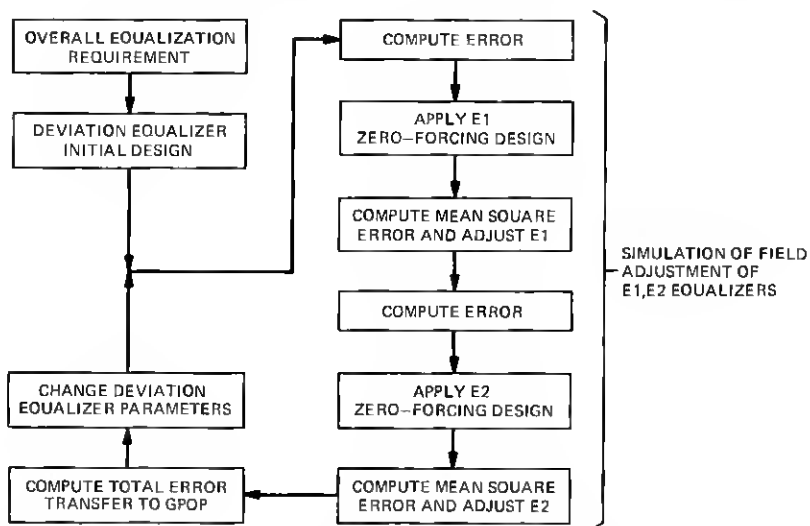 OVERALL EQUALIZATION
REQUIREMENT
DEVIATION EQUALIZER
INITIAL DESIGN
CHANGE DEVIATION
EQUALIZER PARAMETERS
COMPUTE TOTAL ERROR
TRANSFER TO GPOP
COMPUTE ERROR
APPLY E1
ZERO-FORCING DESIGN
COMPUTE MEAN SQUARE
ERROR AND ADJUST E1
COMPUTE ERROR
APPLY E2
ZERO-FORCING DESIGN
COMPUTE MEAN SQUARE
ERROR AND ADJUST E2
SIMULATION OF FIELD
ADJUSTMENT OF
E1,E2 EQUALIZERS